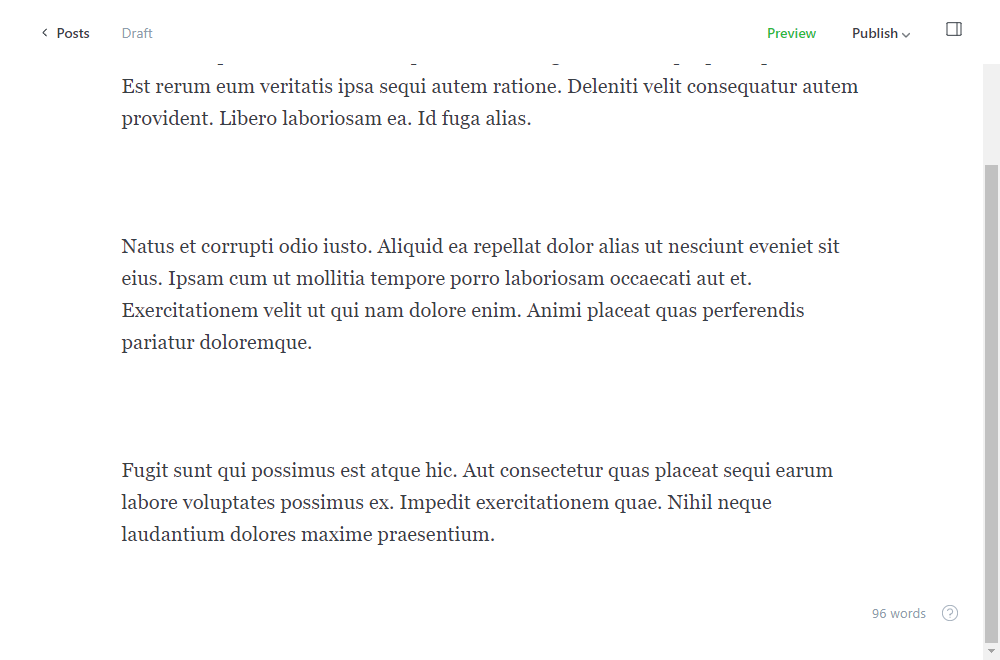 Posts
Draft
Preview
Publish
Est rerum eum veritatis ipsa sequi autem ratione. Deleniti velit consequatur autem
provident. Libero laboriosam ea. Id fuga alias.
Natus et corrupti odio iusto. Aliquid ea repellat dolor alias ut nesciunt eveniet sit
eius. Ipsam cum ut mollitia tempore porro laboriosam occaecati aut et.
Exercitationem velit ut qui nam dolore enim. Animi placeat quas perferendis
pariatur doloremque.
Fugit sunt qui possimus est atque hic. Aut consectetur quas placeat sequi earum
labore voluptates possimus ex. Impedit exercitationem quae. Nihil neque
laudantium dolores maxime praesentium.
96 words
?